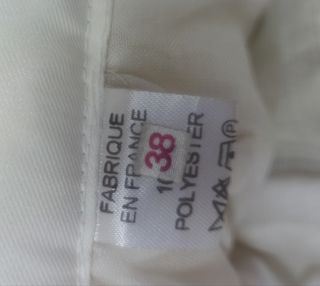 FABRIQUE
EN FRANCE
38
POLYESTER